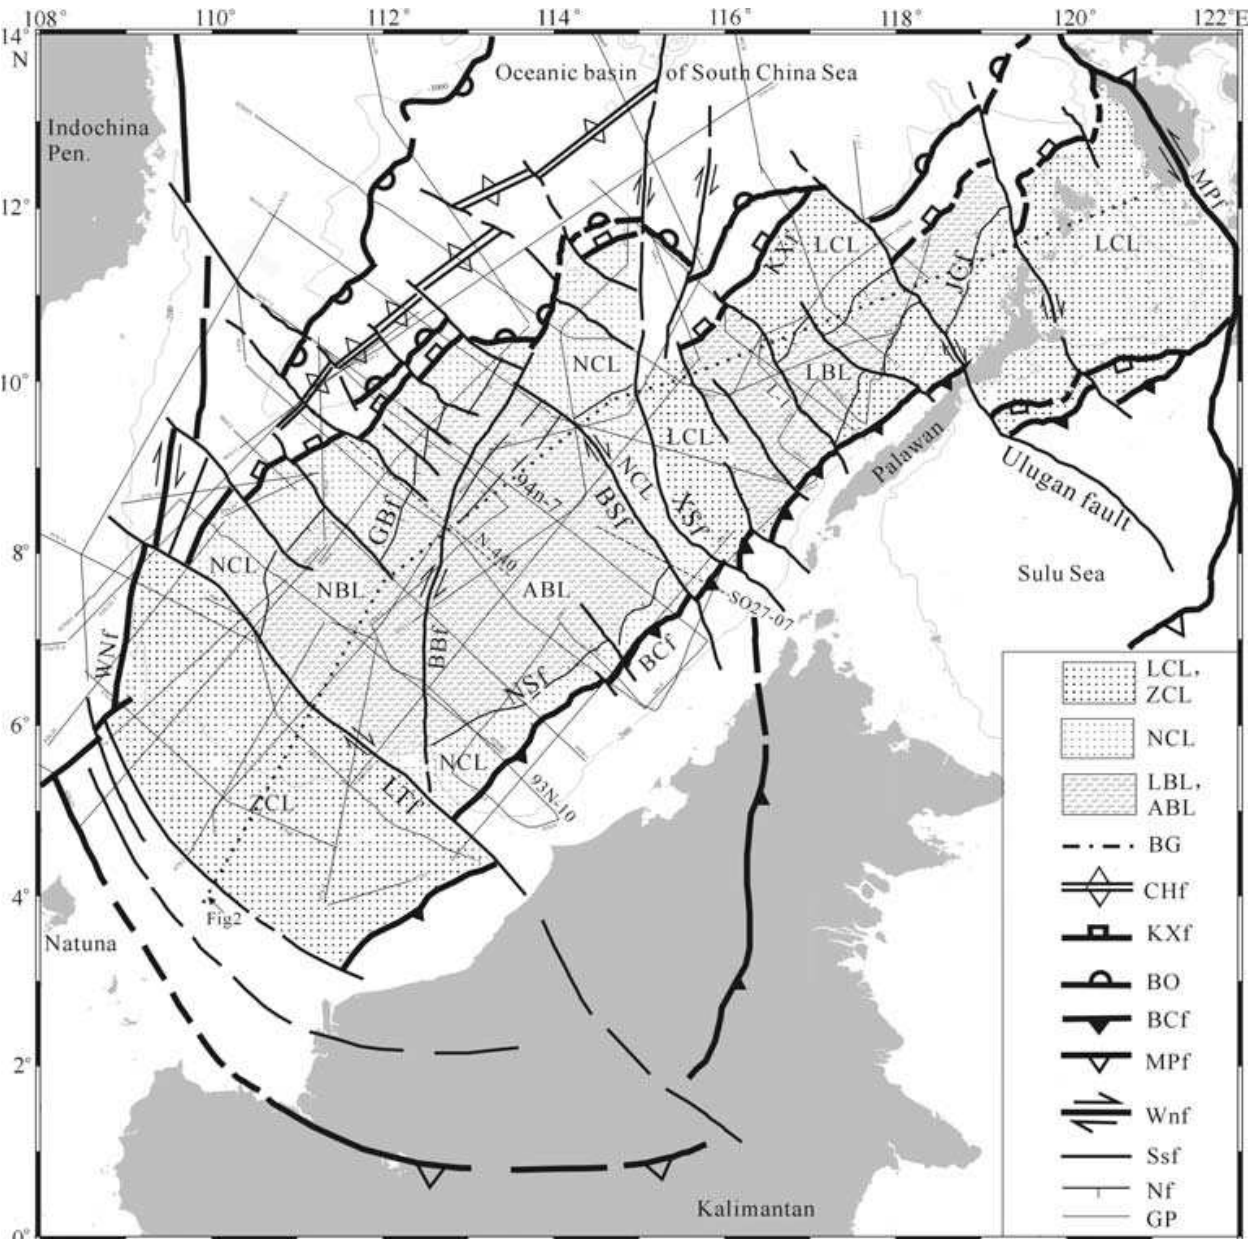 108°
110°
112°
114°
116°
118°
120°
122°E
14°
N
Oceanic basin of South China Sea
Indochina
Pen.
MPf
12°
KXf
LCL
LCL
JCf
10°
NCL
LBL
LCL
Palawan
Ulugan fault
94n-7
NCL
BSf
XSf
GBf
8°
NCL
N-440
NBL
ABL
Sulu Sea
SO27-07
WNf
BBf
BCf
NSf
6°
NCL
LTf
93N-10
ZCL
4°
Fig2
Natuna
2°
Kalimantan
0°
LCL,
ZCL
NCL
LBL,
ABL
BG
CHf
KXf
BO
BCf
MPf
Wnf
Ssf
Nf
GP